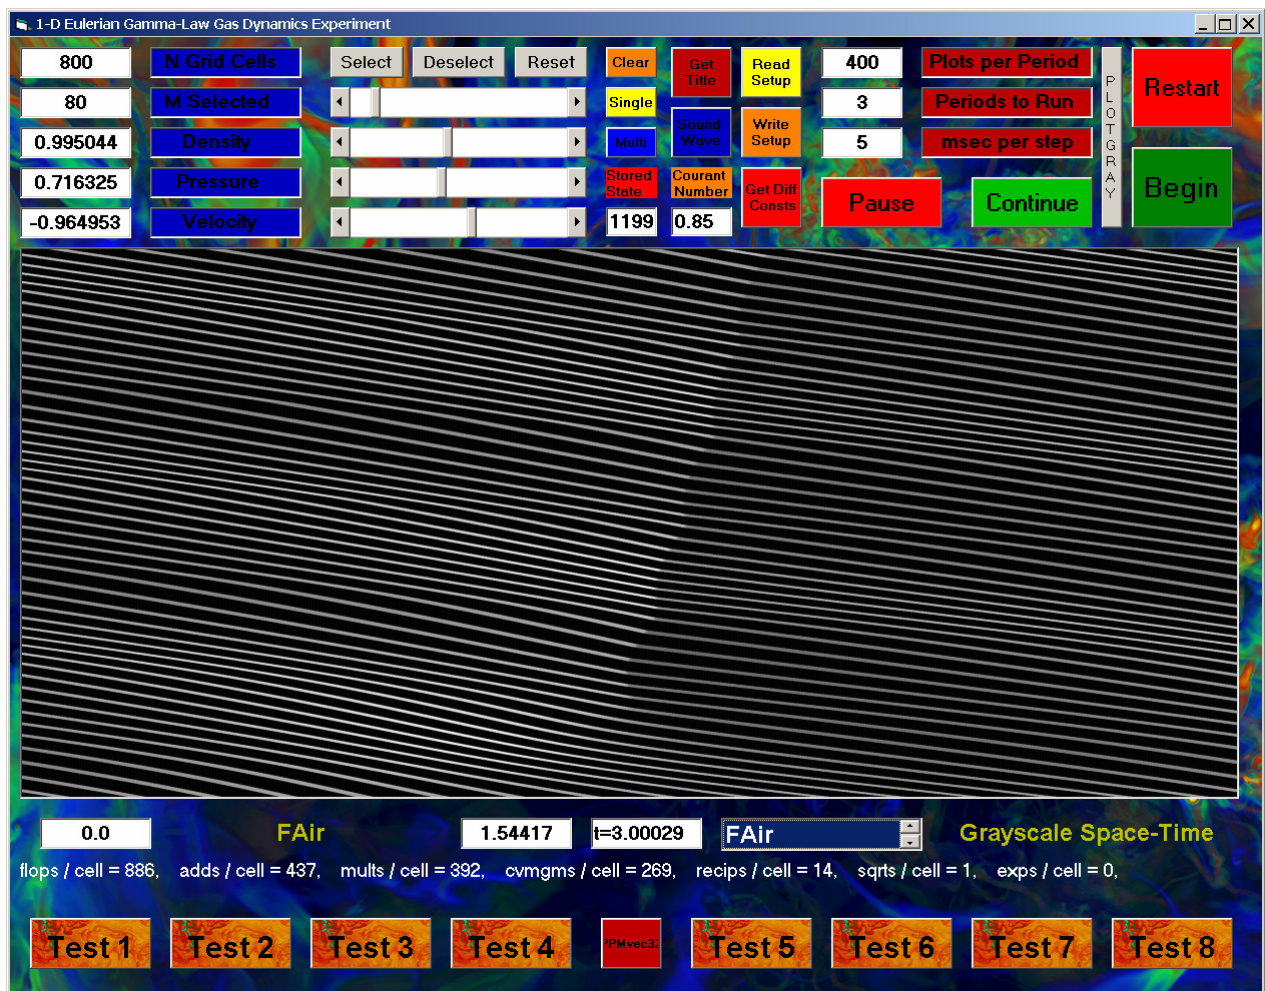 1-D Eulerian Gamma-Law Gas Dynamics Experiment
800 N Grid Cells Select Deselect Reset Clear Get Title Read Setup 400 Plots per Period PLOTGRAY Restart
80 M Selected Single 3 Periods to Run
0.995044 Density Multi Sound Wave Write Setup 5 msec per step
0.716325 Pressure Stored State Courant Number Get Diff Consts Pause Continue Begin
-0.964953 Velocity 1199 0.85
0.0 FAir 1.54417 t=3.00029 FAir Grayscale Space-Time
flops / cell = 886, adds / cell = 437, mults / cell = 392, cvmgms / cell = 269, recips / cell = 14, sqrts / cell = 1, exps / cell = 0,
Test 1 Test 2 Test 3 Test 4 Test 5 Test 6 Test 7 Test 8